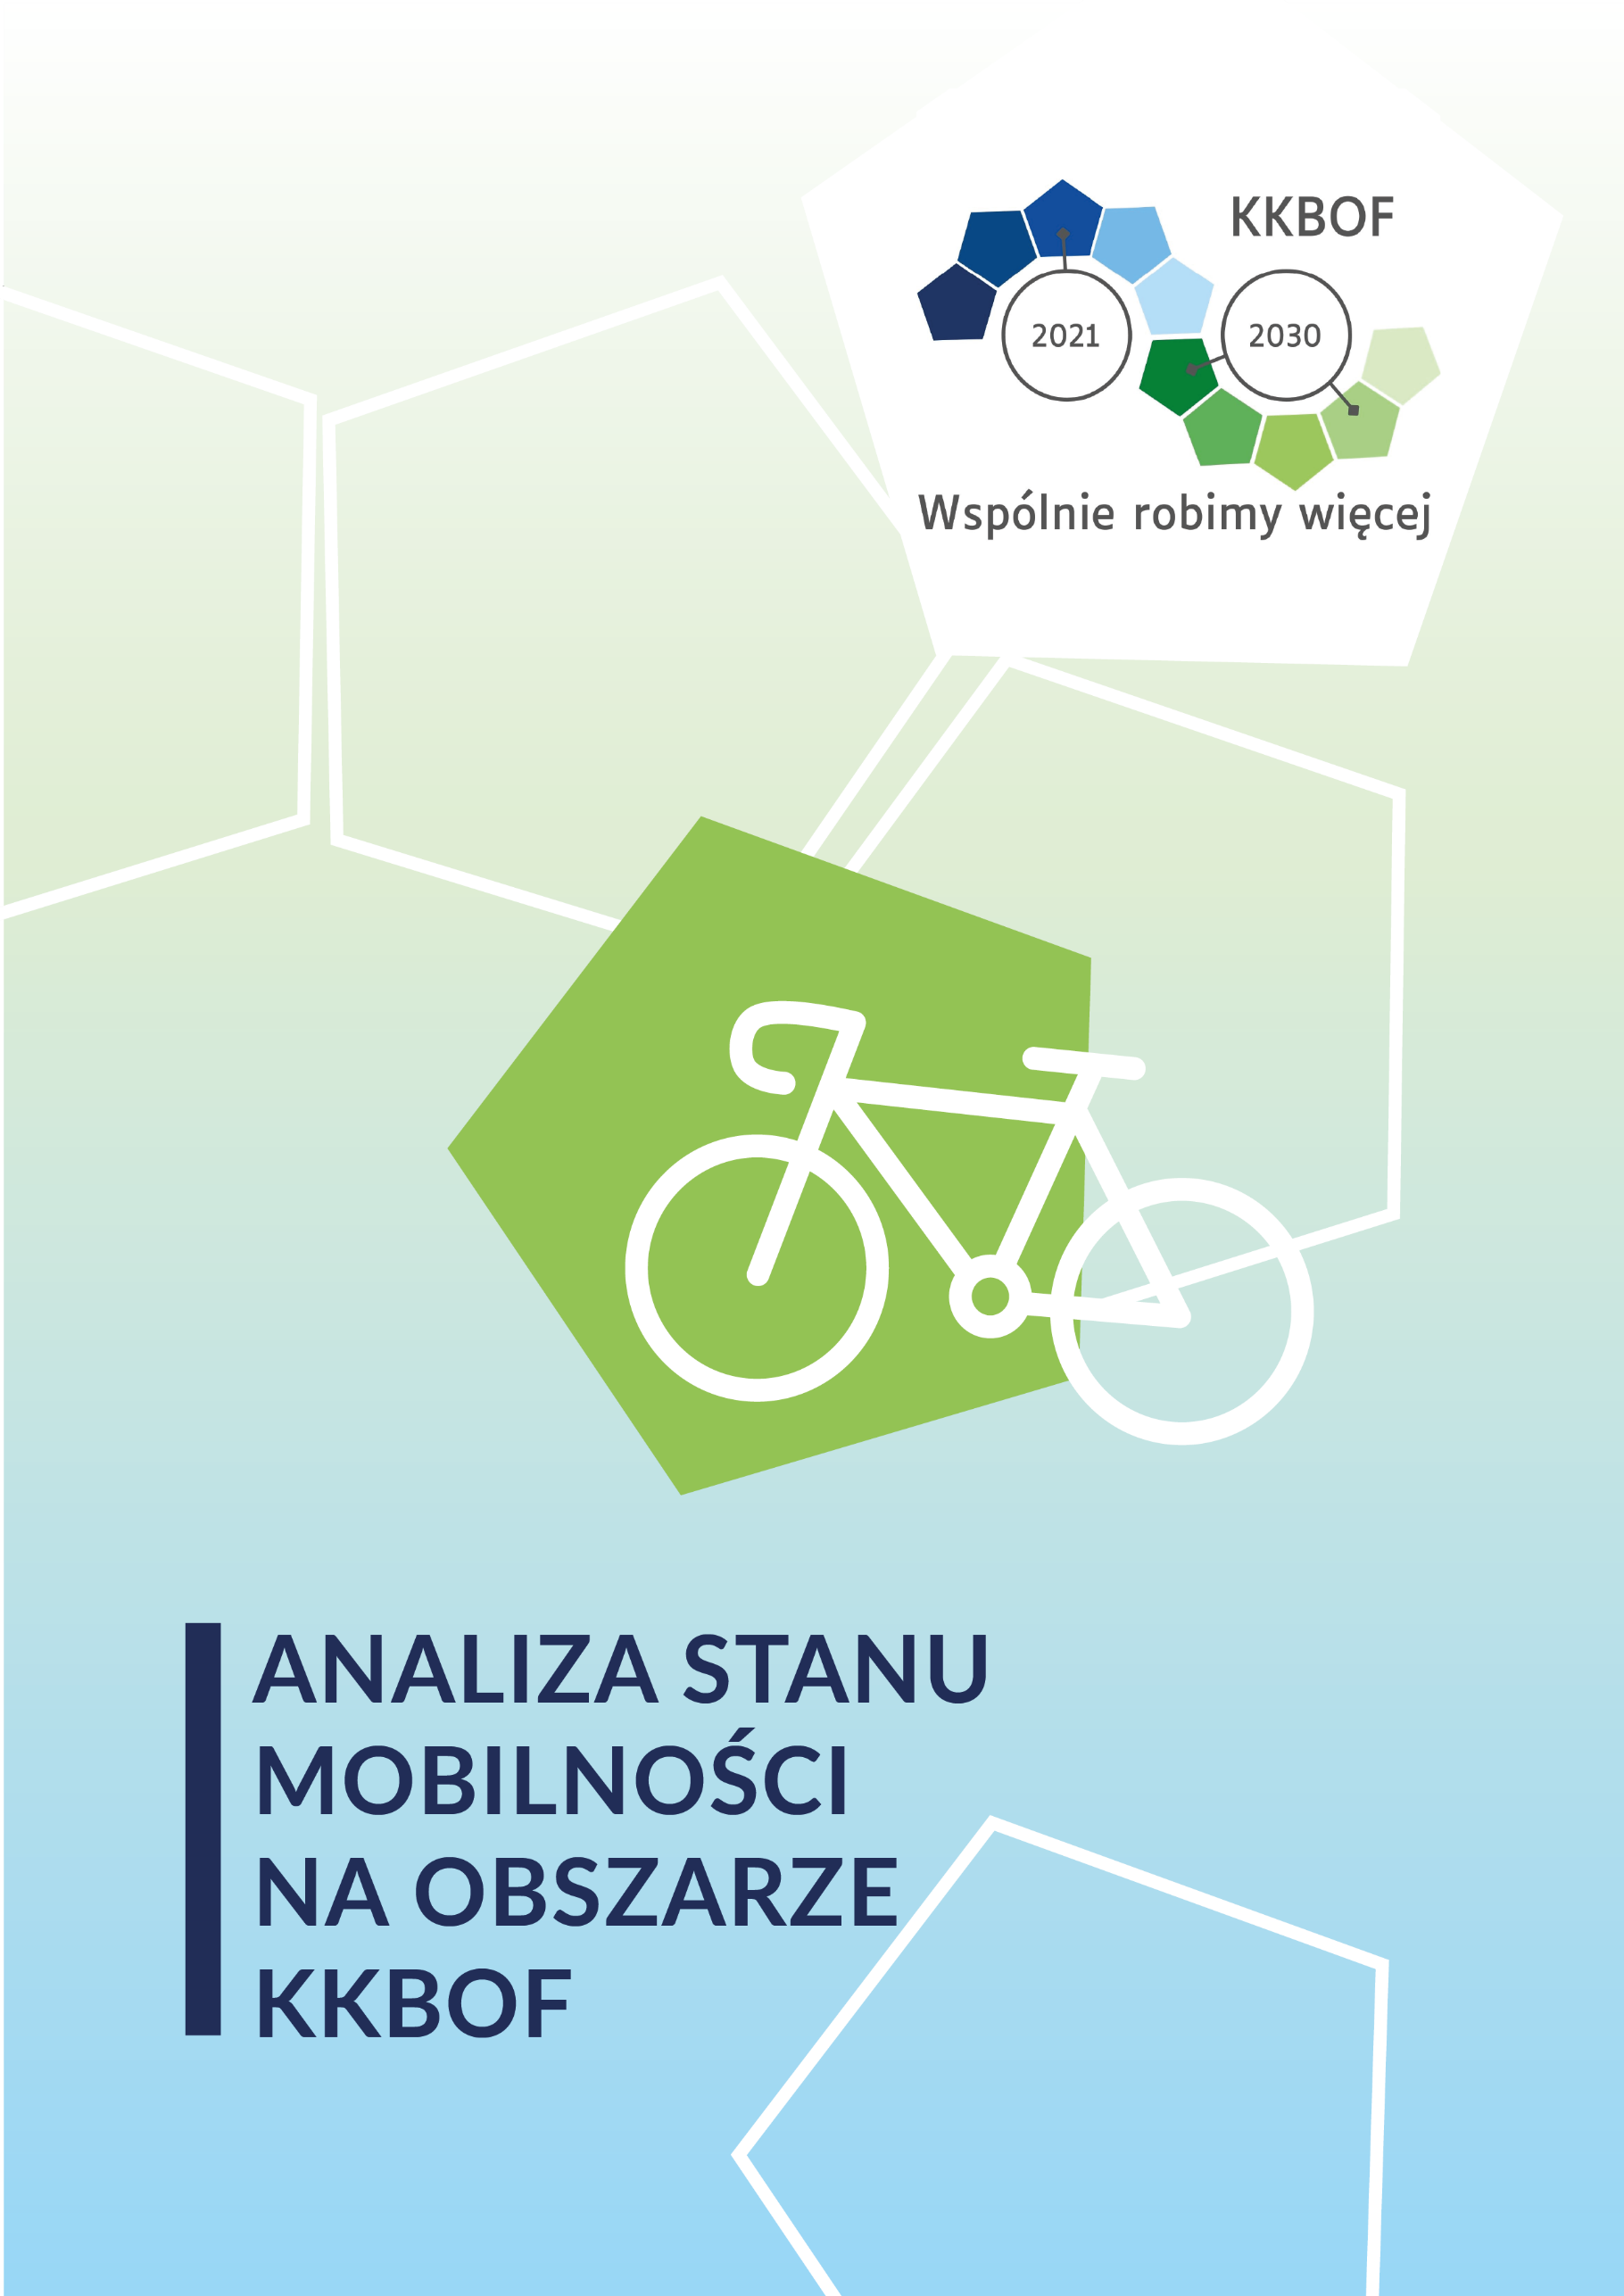 KKBOF
2021
2030
Wspólnie robimy więcej
ANALIZA STANU
MOBILNOŚCI
NA OBSZARZE
KKBOF